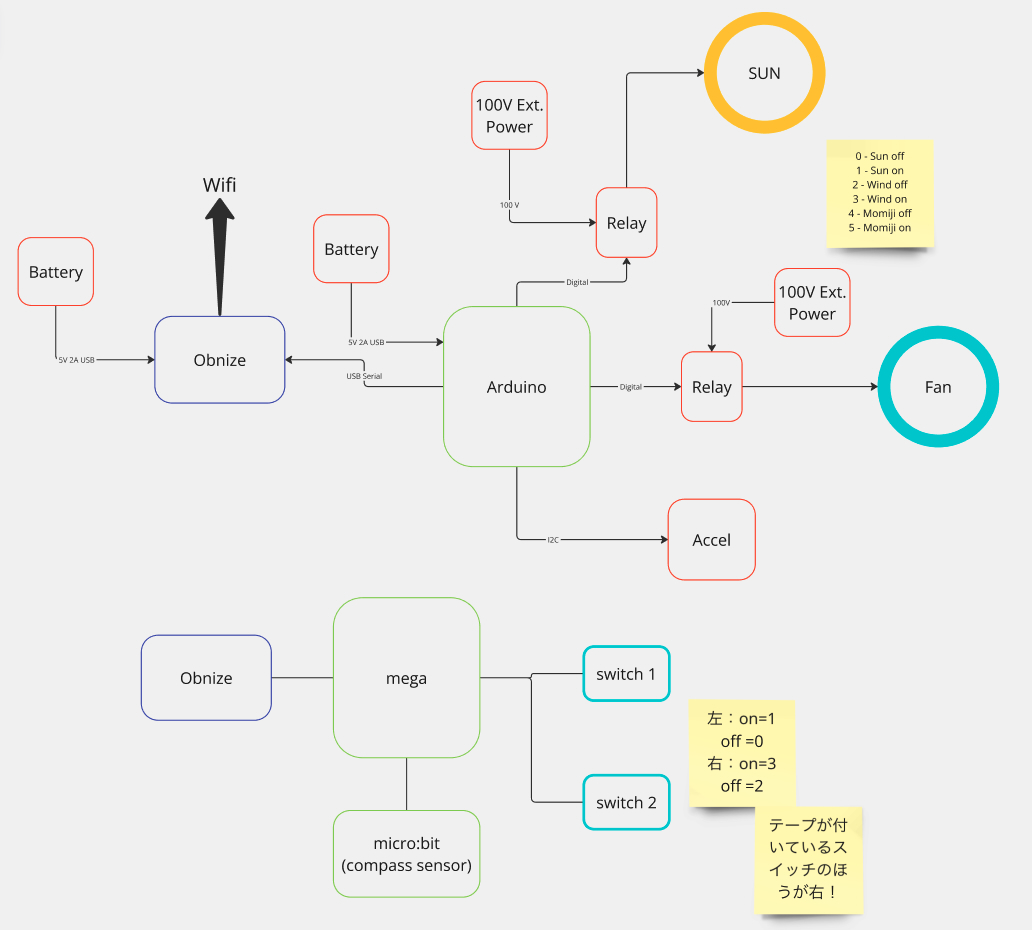 SUN
100V Ext.
Power
0 - Sun off
1 - Sun on
2 - Wind off
3 - Wind on
4 - Momiji off
5 - Momiji on
Wifi
100 V
Relay
Battery
Battery
Digital
100V Ext.
Power
100V
5V 2A USB
5V 2A USB
Obnize
USB Serial
Arduino
Digital
Relay
Fan
I2C
Accel
Obnize
mega
switch 1
左：on=1
off =0
右：on=3
off =2
switch 2
micro:bit
(compass sensor)
テープが付
いているス
イッチのほ
うが右！